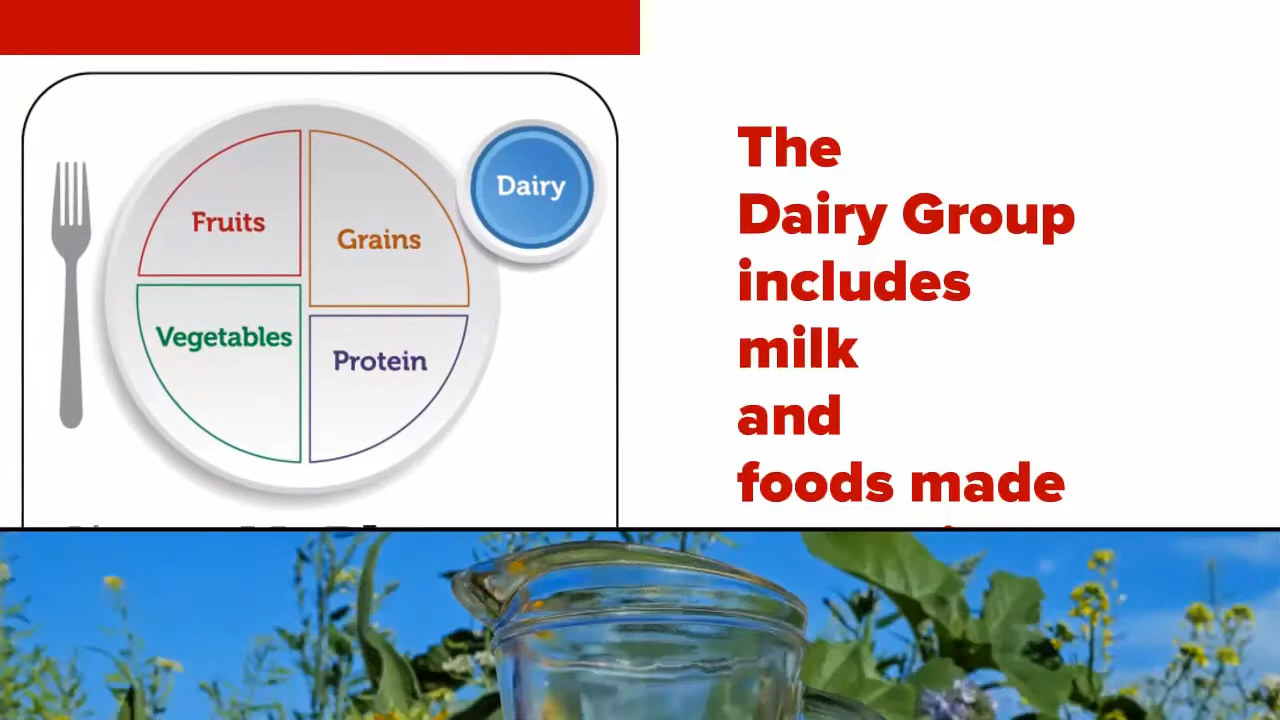 Fruits
Grains
Dairy
Vegetables
Protein
The
Dairy Group
includes
milk
and
foods made